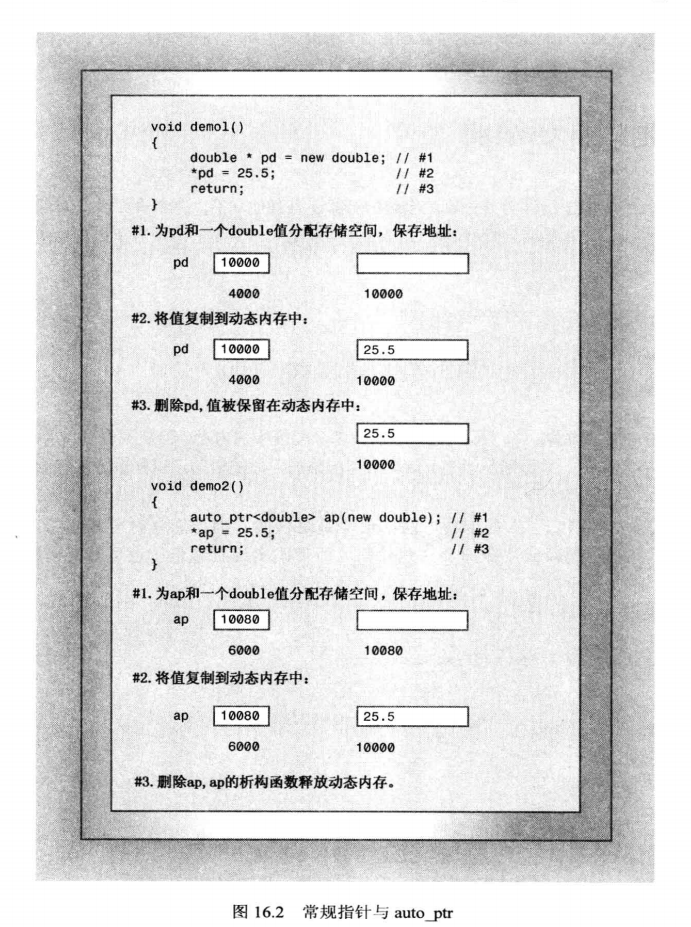 void demo1()
{
double * pd = new double; // #1
*pd = 25.5; // #2
return; // #3
}
#1. 为pd和一个double值分配存储空间，保存地址：
pd 10000
4000 10000
#2. 将值复制到动态内存中：
pd 10000 25.5
4000 10000
#3. 删除pd, 值被保留在动态内存中：
25.5
10000
void demo2()
{
auto_ptr<double> ap(new double); // #1
*ap = 25.5; // #2
return; // #3
}
#1. 为ap和一个double值分配存储空间，保存地址：
ap 10080
6000 10080
#2. 将值复制到动态内存中：
ap 10080 25.5
6000 10000
#3. 删除ap, ap的析构函数释放动态内存。
图 16.2 常规指针与 auto_ptr